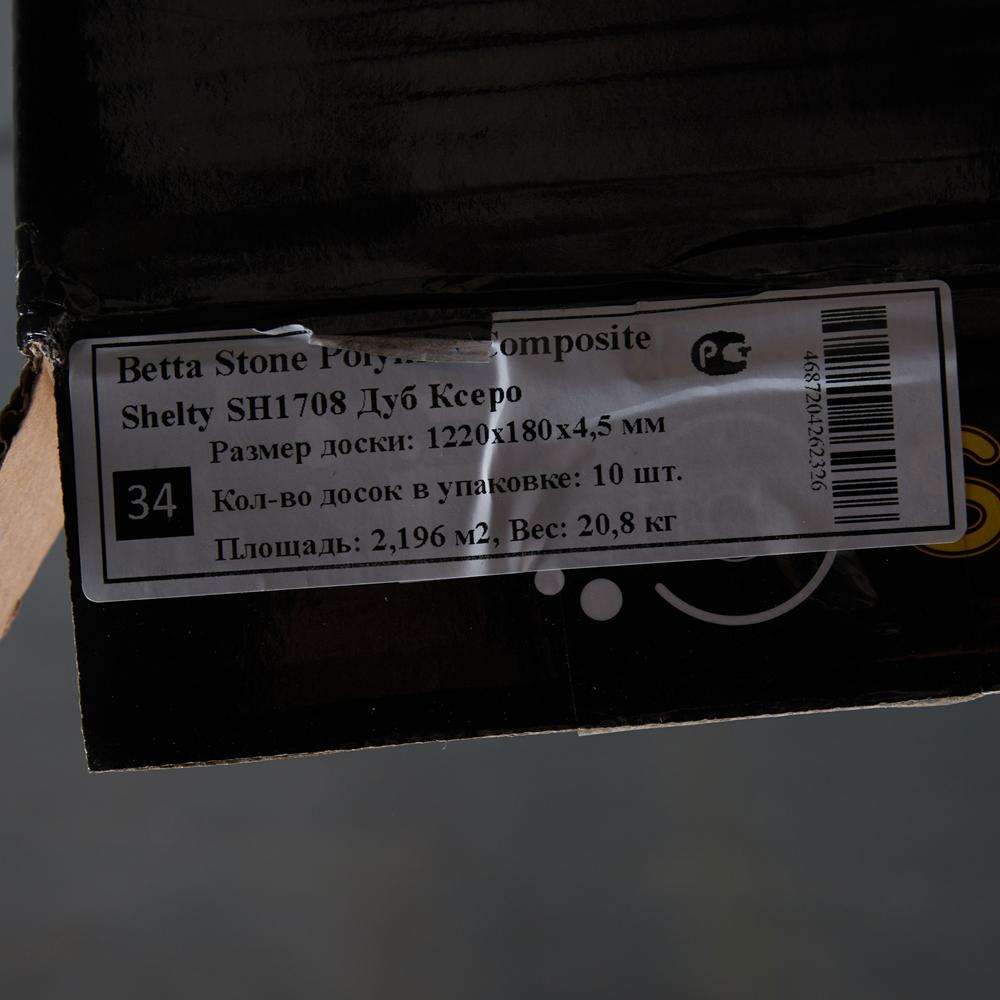 Betta Stone Composite
Shelty SH1708 Дуб Ксеро
Размер доски: 1220x180x4,5 мм
34
Кол-во досок в упаковке: 10 шт.
Площадь: 2,196 м2, Вес: 20,8 кг
4687204262326